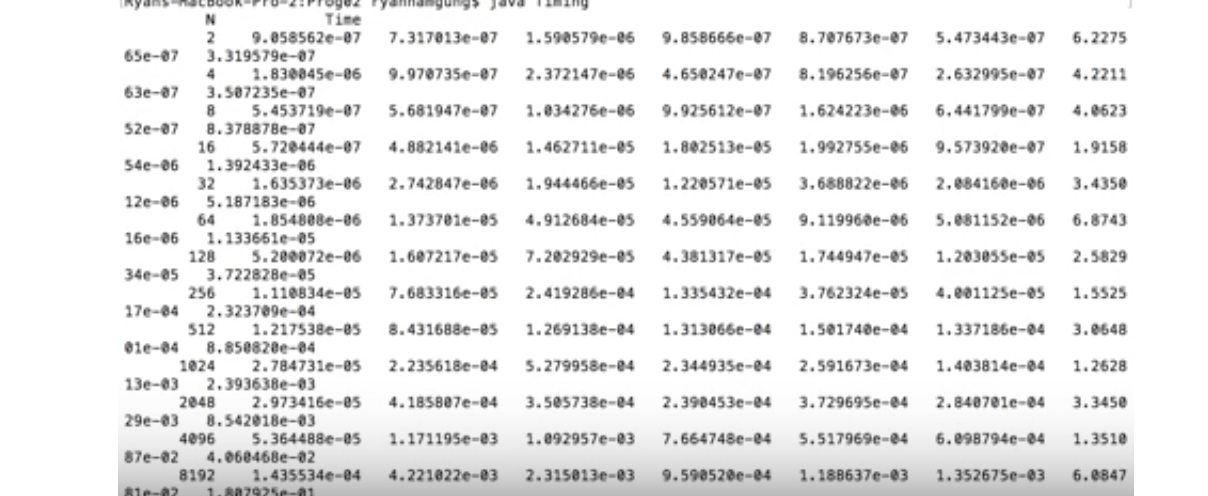 Ryans-MacBook-Pro-2:Prog02 ryannamgung$ java Timing
N Time
2 9.058562e-07 7.317013e-07 1.590579e-06 9.858666e-07 8.707673e-07 5.473443e-07 6.2275
65e-07 3.319579e-07
4 1.830045e-06 9.970735e-07 2.372147e-06 4.650247e-07 8.196256e-07 2.632995e-07 4.2211
63e-07 3.507235e-07
8 5.453719e-07 5.681947e-07 1.034276e-06 9.925612e-07 1.624223e-06 6.441799e-07 4.0623
52e-07 8.378878e-07
16 5.720444e-07 4.882141e-06 1.462711e-05 1.802513e-05 1.992755e-06 9.573920e-07 1.9158
54e-06 1.392433e-06
32 1.635373e-06 2.742847e-06 1.944466e-05 1.220571e-05 3.688822e-06 2.084160e-06 3.4350
12e-06 5.187183e-06
64 1.854808e-06 1.373701e-05 4.912684e-05 4.559064e-05 9.119960e-06 5.081152e-06 6.8743
16e-06 1.133661e-05
128 5.200072e-06 1.607217e-05 7.202929e-05 4.381317e-05 1.744947e-05 1.203055e-05 2.5829
34e-05 3.722828e-05
256 1.110834e-05 7.683316e-05 2.419286e-04 1.335432e-04 3.762324e-05 4.001125e-05 1.5525
17e-04 2.323709e-04
512 1.217538e-05 8.431688e-05 1.269138e-04 1.313066e-04 1.501740e-04 1.337186e-04 3.0648
01e-04 8.850820e-04
1024 2.784731e-05 2.235618e-04 5.279958e-04 2.344935e-04 2.591673e-04 1.403814e-04 1.2628
13e-03 2.393638e-03
2048 2.973416e-05 4.185807e-04 3.505738e-04 2.390453e-04 3.729695e-04 2.840701e-04 3.3450
29e-03 8.542018e-03
4096 5.364488e-05 1.171195e-03 1.092957e-03 7.664748e-04 5.517969e-04 6.098794e-04 1.3510
87e-02 4.060468e-02
8192 1.435534e-04 4.221022e-03 2.315013e-03 9.590520e-04 1.188637e-03 1.352675e-03 6.0847
81e-02 1.807925e-01